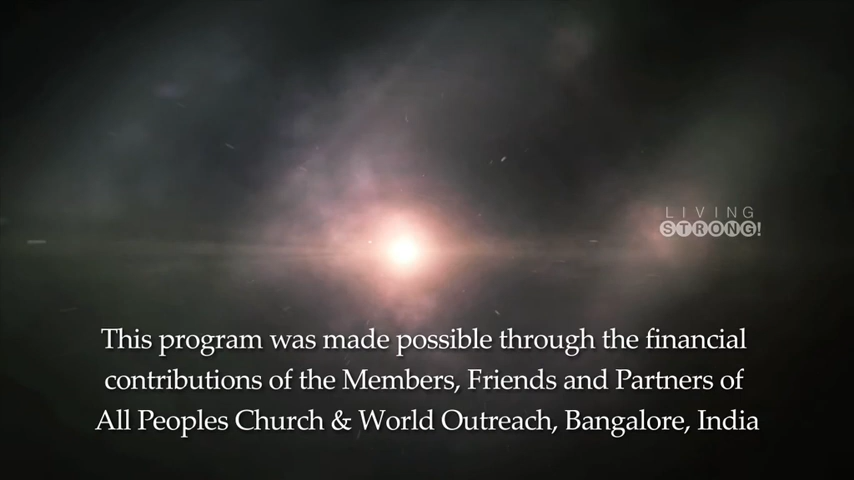 LIVING
STRONG!
This program was made possible through the financial
contributions of the Members, Friends and Partners of
All Peoples Church & World Outreach, Bangalore, India